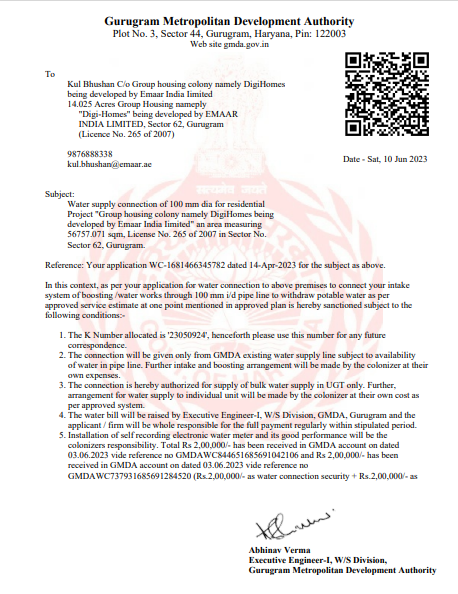 Gurugram Metropolitan Development Authority
Plot No. 3, Sector 44, Gurugram, Haryana, Pin: 122003
Web site gmda.gov.in
To
Kul Bhushan C/o Group housing colony namely DigiHomes
being developed by Emaar India limited
14.025 Acres Group Housing nameply
"Digi-Homes" being developed by EMAAR
INDIA LIMITED, Sector 62, Gurugram
(Licence No. 265 of 2007)
9876888338
kul.bhushan@emaar.ae
Date - Sat, 10 Jun 2023
Subject:
Water supply connection of 100 mm dia for residential
Project "Group housing colony namely DigiHomes being
developed by Emaar India limited" an area measuring
56757.071 sqm, License No. 265 of 2007 in Sector No.
Sector 62, Gurugram.
Reference: Your application WC-1681466345782 dated 14-Apr-2023 for the subject as above.
In this context, as per your application for water connection to above premises to connect your intake
system of boosting /water works through 100 mm i/d pipe line to withdraw potable water as per
approved service estimate at one point mentioned in approved plan is hereby sanctioned subject to the
following conditions:-
1. The K Number allocated is '23050924', henceforth please use this number for any future
correspondence.
2. The connection will be given only from GMDA existing water supply line subject to availability
of water in pipe line. Further intake and boosting arrangement will be made in the colonizer at their
own expenses.
3. The connection is hereby authorized for supply of bulk water supply in UGT only. Further,
arrangement for water supply to individual unit will be made by the colonizer at their own cost as
per approved system.
4. The water bill will be raised by Executive Engineer-I, W/S Division, GMDA, Gurugram and the
applicant / firm will be whole responsible for the full payment regularly within stipulated period.
5. Installation of self recording electronic water meter and its good performance will be the
colonizers responsibility. Total Rs 2,00,000/- has been received in GMDA account on dated
03.06.2023 vide reference no GMDAWC844651685691042106 and Rs 2,00,000/- has been
received in GMDA account on dated 03.06.2023 vide reference no
GMDAWC737931685691284520 (Rs.2,00,000/- as water connection security + Rs.2,00,000/- as
Abhinav Verma
Executive Engineer-I, W/S Division,
Gurugram Metropolitan Development Authority